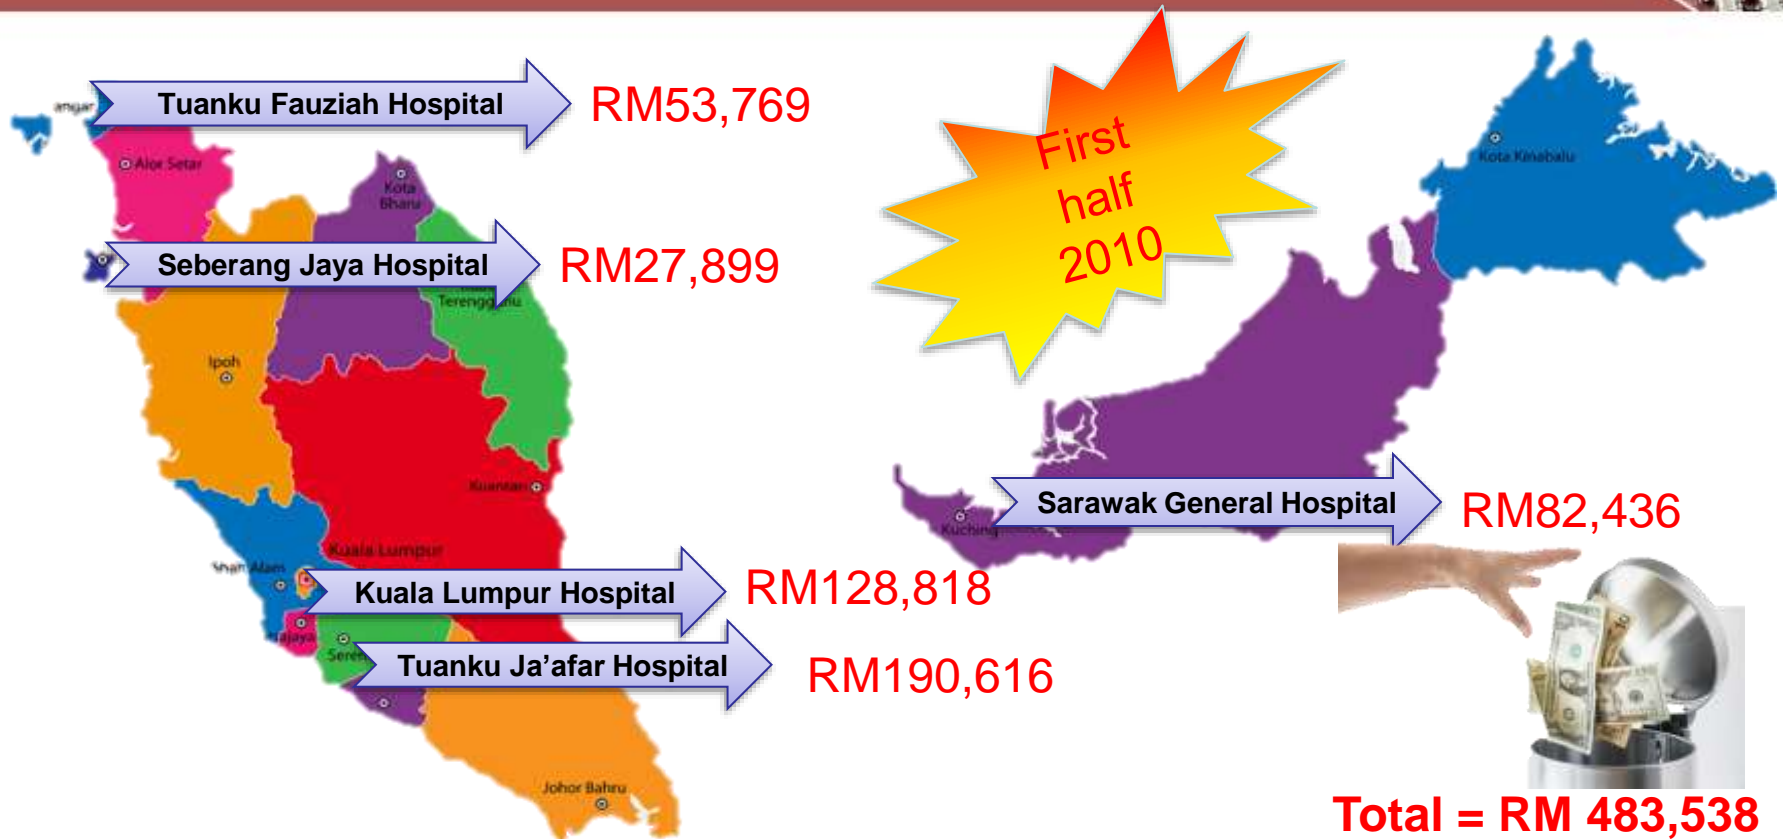 Tuanku Fauziah Hospital
RM53,769
First
half
2010
angar
Alor Setar
Kota
Bharu
Kota Kinabalu
Seberang Jaya Hospital
RM27,899
Terengganu
Ipoh
Kuantan
Sarawak General Hospital
RM82,436
Kuching
Kuala Lumpur
Shah Alam
Kuala Lumpur Hospital
RM128,818
Tuanku Ja’afar Hospital
RM190,616
Johor Bahru
Total = RM 483,538